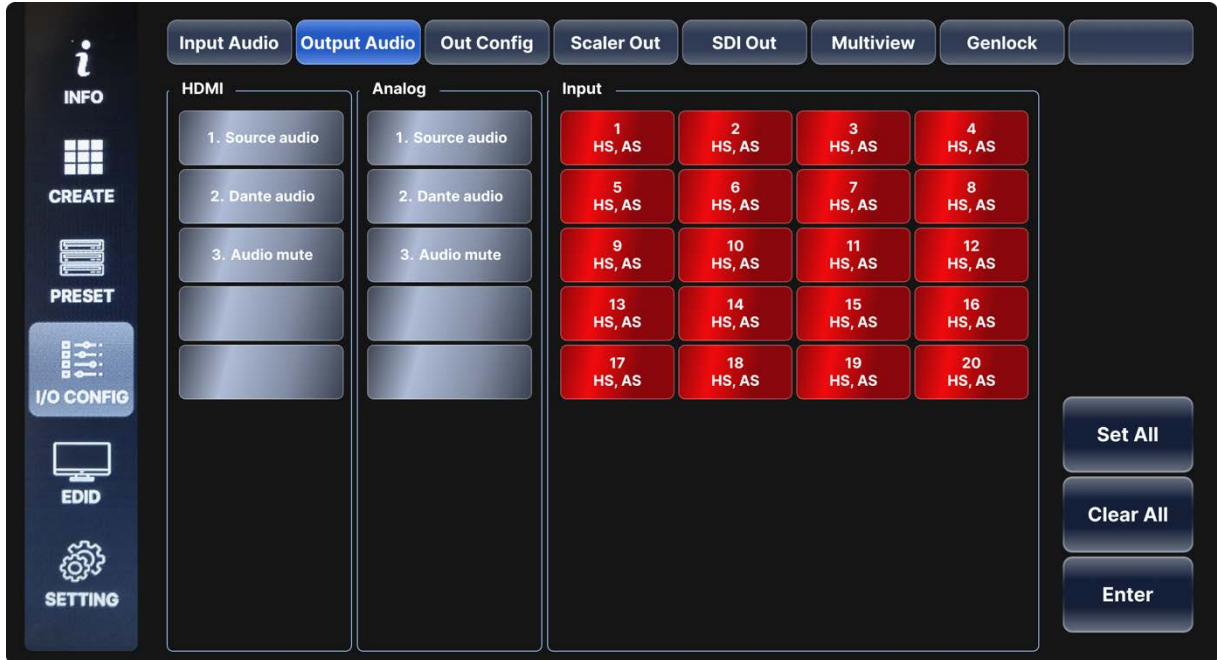 INFO
CREATE
PRESET
I/O CONFIG
EDID
SETTING
Input Audio
Output Audio
Out Config
Scaler Out
SDI Out
Multiview
Genlock
HDMI
1. Source audio
2. Dante audio
3. Audio mute
Analog
1. Source audio
2. Dante audio
3. Audio mute
Input
1
HS, AS
2
HS, AS
3
HS, AS
4
HS, AS
5
HS, AS
6
HS, AS
7
HS, AS
8
HS, AS
9
HS, AS
10
HS, AS
11
HS, AS
12
HS, AS
13
HS, AS
14
HS, AS
15
HS, AS
16
HS, AS
17
HS, AS
18
HS, AS
19
HS, AS
20
HS, AS
Set All
Clear All
Enter